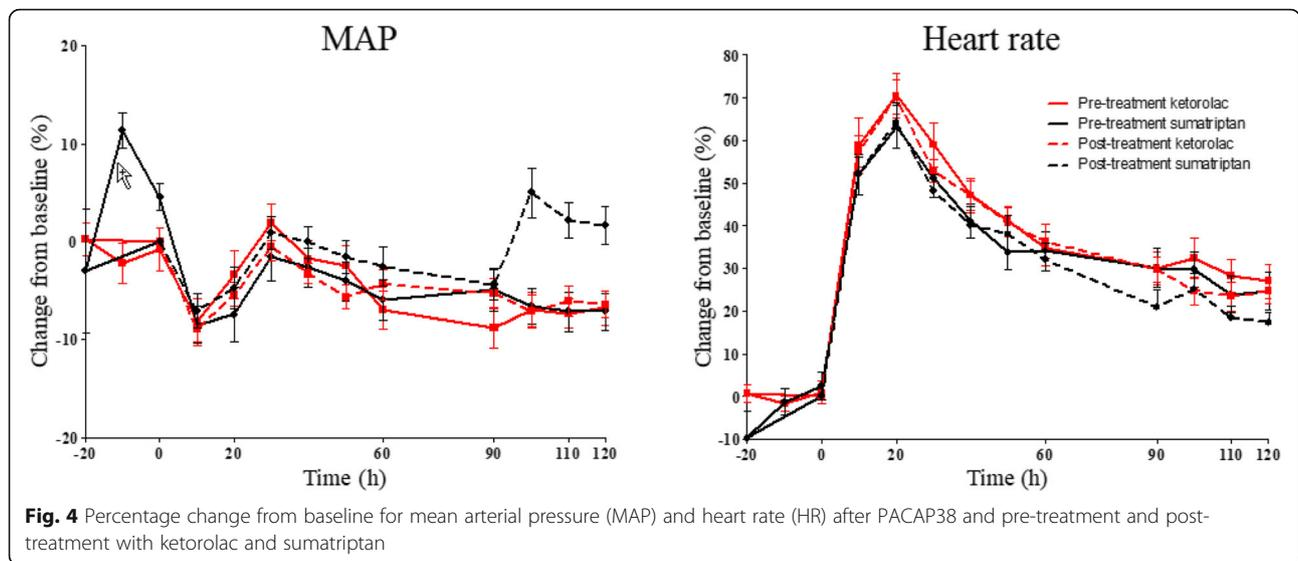 MAP
20
10
0
-10
-20
Change from baseline (%)
-20 0 20 60 90 110 120
Time (h)
Heart rate
80
70
60
50
40
30
20
10
0
-10
Change from baseline (%)
-20 0 20 60 90 110 120
Time (h)
Pre-treatment ketorolac
Pre-treatment sumatriptan
Post-treatment ketorolac
Post-treatment sumatriptan
Fig. 4 Percentage change from baseline for mean arterial pressure (MAP) and heart rate (HR) after PACAP38 and pre-treatment and post-
treatment with ketorolac and sumatriptan